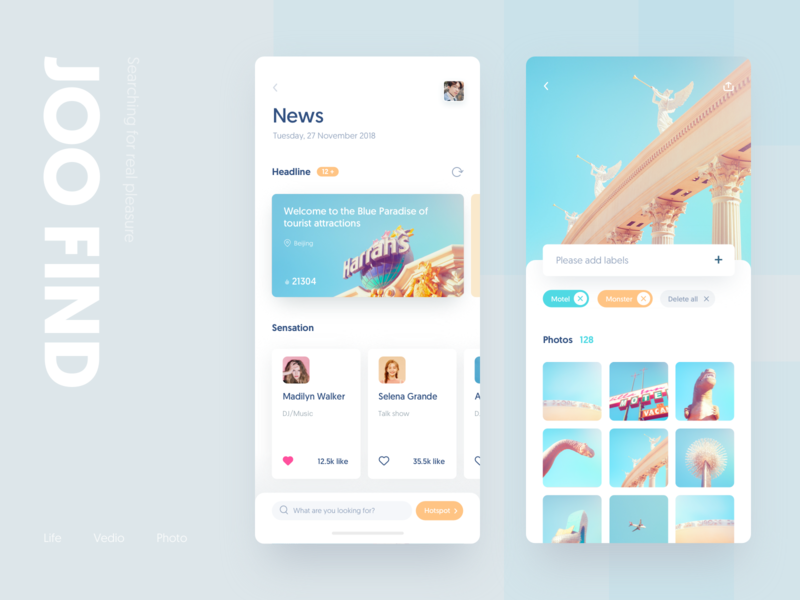 JOO FIND
Searching for real pleasure
Life
Vedio
Photo
News
Tuesday, 27 November 2018
Headline
12 +
Welcome to the Blue Paradise of
tourist attractions
Beijing
Harrah's
21304
Sensation
Madilyn Walker
DJ/Music
12.5k like
Selena Grande
Talk show
35.5k like
A
D
What are you looking for?
Hotspot
Please add labels
Motel
Monster
Delete all
Photos 128
MOTE
VACA